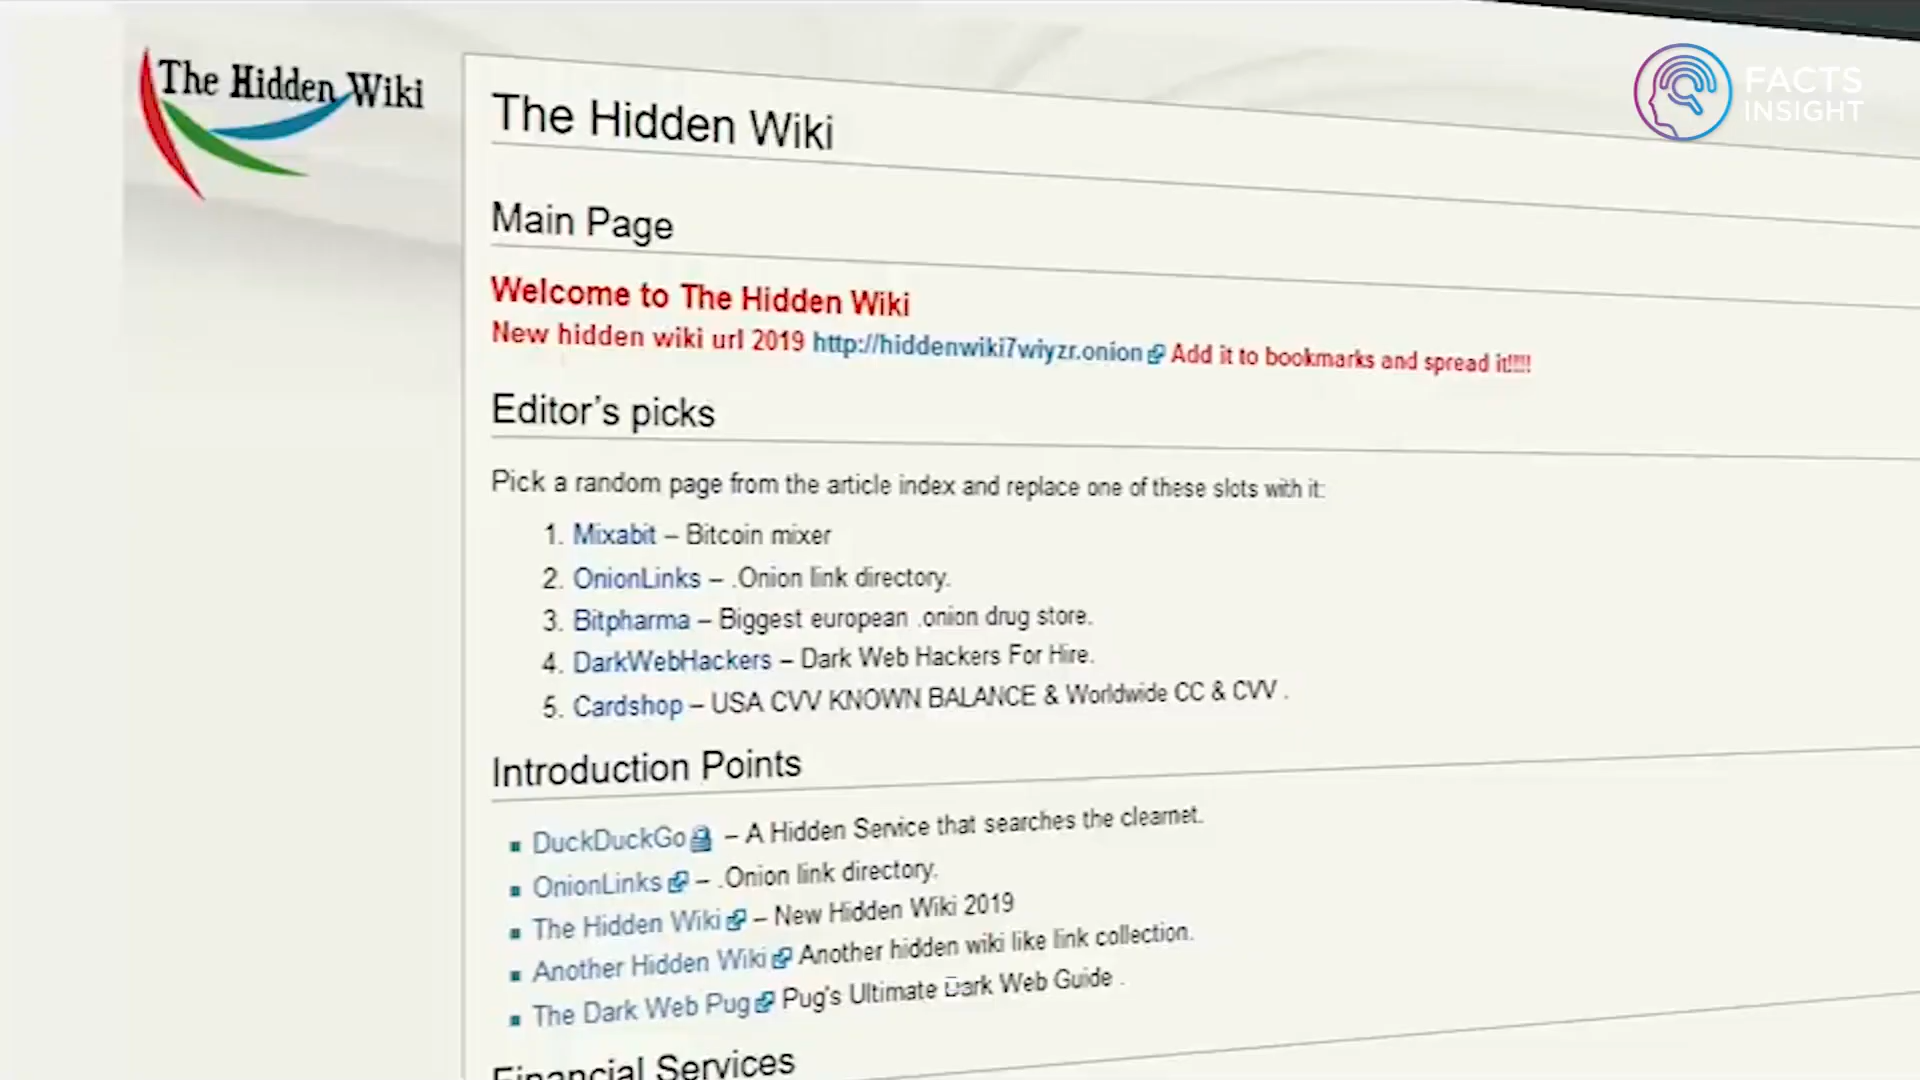 The Hidden Wiki
FACTS
INSIGHT
The Hidden Wiki
Main Page
Welcome to The Hidden Wiki
New hidden wiki url 2019 http://hiddenwiki7wiyzr.onion Add it to bookmarks and spread it!!!!
Editor's picks
Pick a random page from the article index and replace one of these slots with it:
1. Mixabit – Bitcoin mixer
2. OnionLinks – .Onion link directory.
3. Bitpharma – Biggest european .onion drug store.
4. DarkWebHackers – Dark Web Hackers For Hire.
5. Cardshop – USA CVV KNOWN BALANCE & Worldwide CC & CVV .
Introduction Points
DuckDuckGo – A Hidden Service that searches the clearnet.
OnionLinks – .Onion link directory.
The Hidden Wiki – New Hidden Wiki 2019
Another Hidden Wiki Another hidden wiki like link collection.
The Dark Web Pug Pug's Ultimate Dark Web Guide .
Financial Services